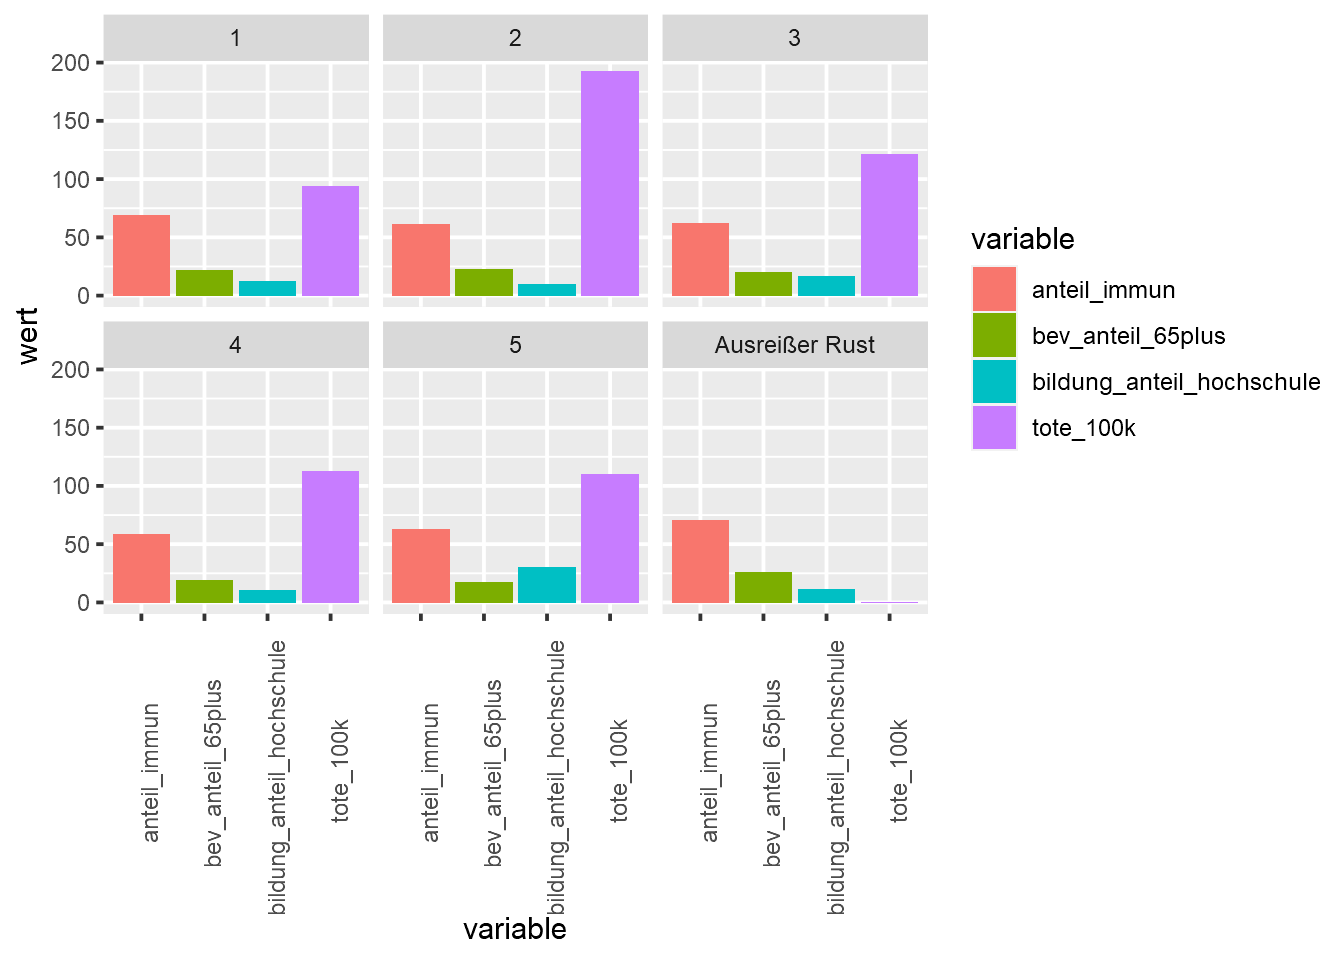 1 2 3
200
150
100
50
0
4 5 Ausreißer Rust
200
150
100
50
0
wert
anteil_immun bev_anteil_65plus bildung_anteil_hochschule tote_100k
anteil_immun bev_anteil_65plus bildung_anteil_hochschule tote_100k
anteil_immun bev_anteil_65plus bildung_anteil_hochschule tote_100k
variable
variable
anteil_immun
bev_anteil_65plus
bildung_anteil_hochschule
tote_100k